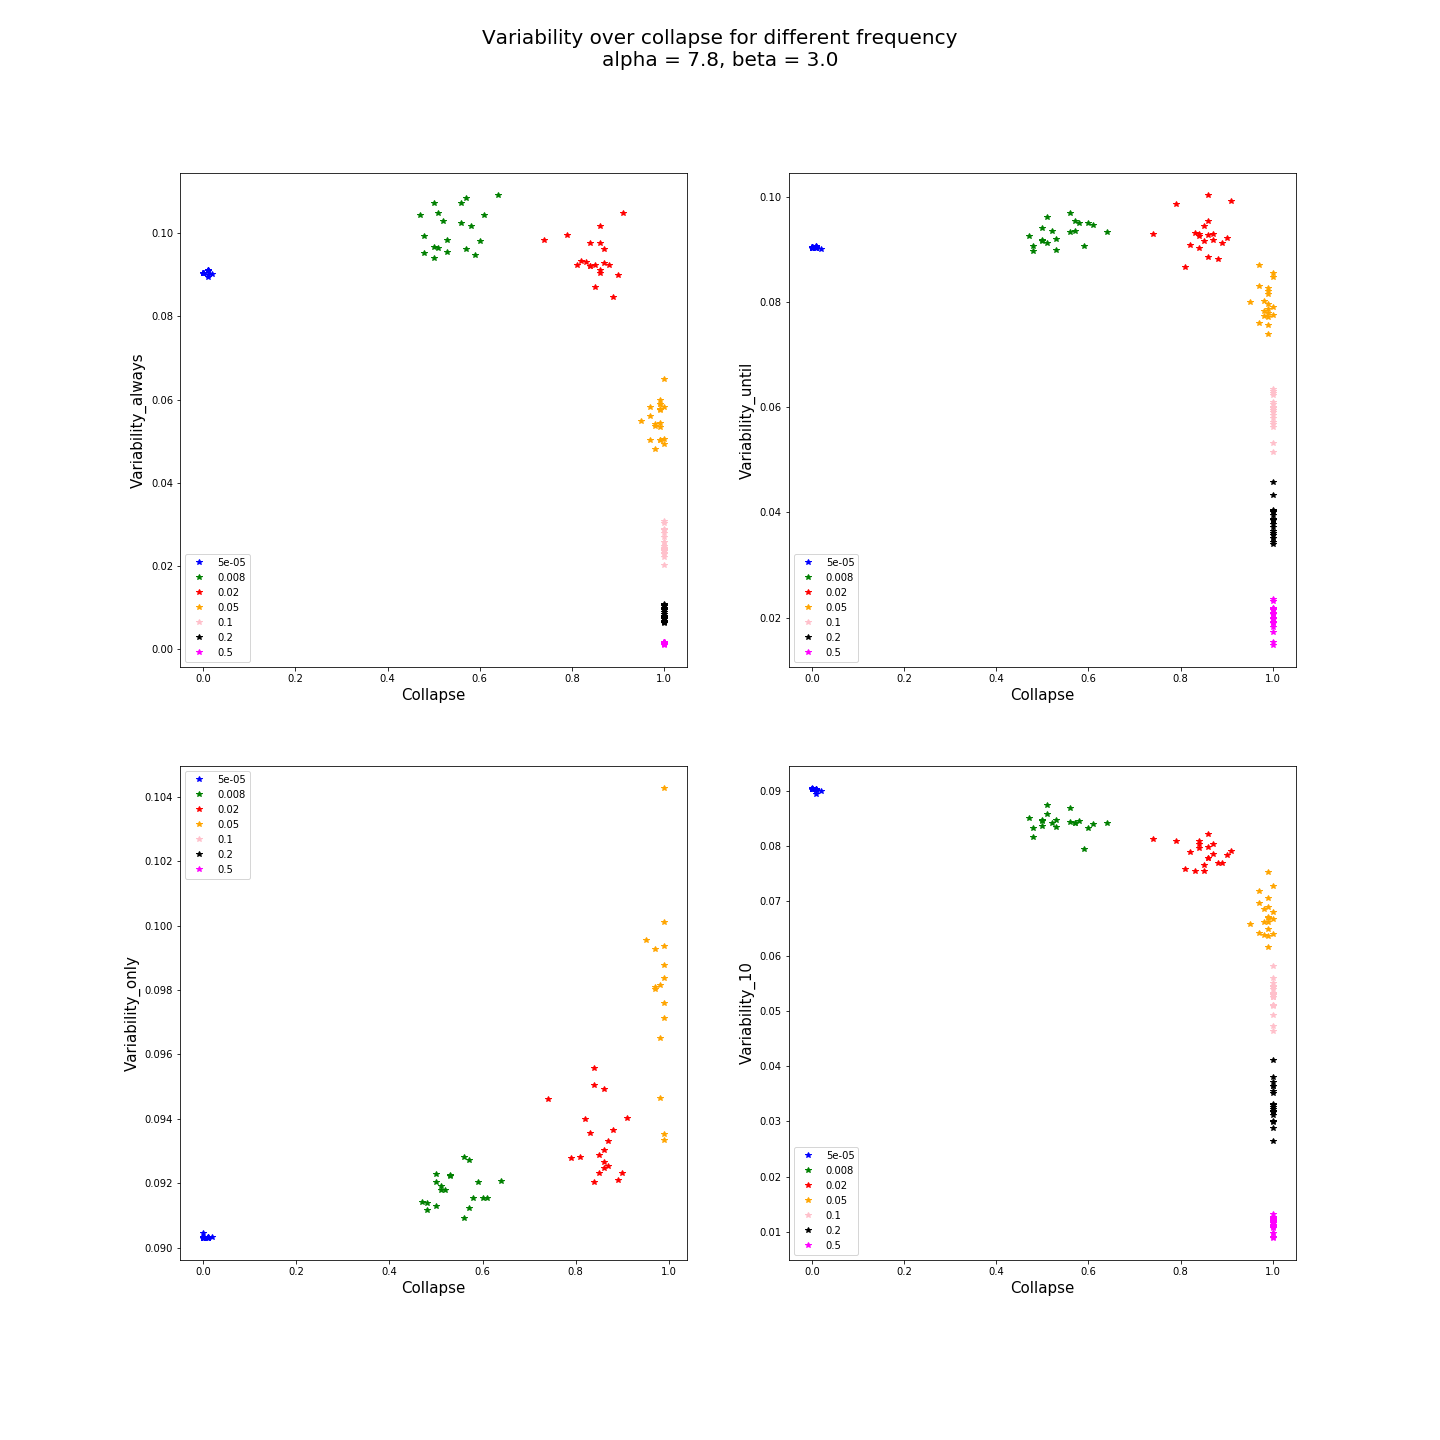 Variability over collapse for different frequency
alpha = 7.8, beta = 3.0
Variability_always
0.10
0.08
0.06
0.04
0.02
0.00
5e-05
0.008
0.02
0.05
0.1
0.2
0.5
0.0 0.2 0.4 0.6 0.8 1.0
Collapse
Variability_until
0.10
0.08
0.06
0.04
0.02
5e-05
0.008
0.02
0.05
0.1
0.2
0.5
0.0 0.2 0.4 0.6 0.8 1.0
Collapse
Variability_only
0.104
0.102
0.100
0.098
0.096
0.094
0.092
0.090
5e-05
0.008
0.02
0.05
0.1
0.2
0.5
0.0 0.2 0.4 0.6 0.8 1.0
Collapse
Variability_10
0.09
0.08
0.07
0.06
0.05
0.04
0.03
0.02
0.01
5e-05
0.008
0.02
0.05
0.1
0.2
0.5
0.0 0.2 0.4 0.6 0.8 1.0
Collapse